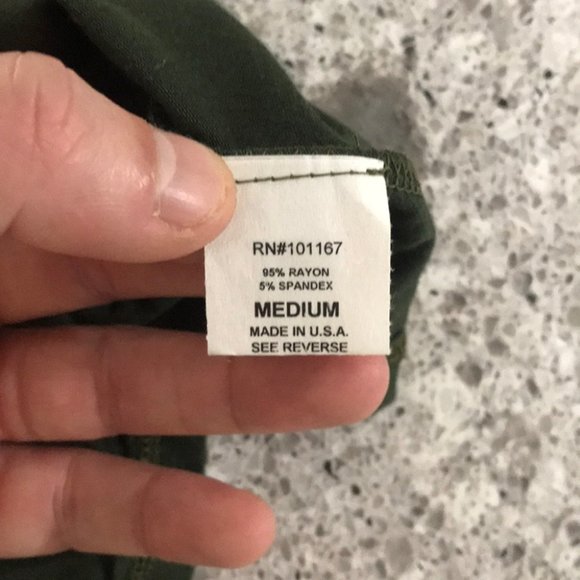 RN#101167
95% RAYON
5% SPANDEX
MEDIUM
MADE IN U.S.A.
SEE REVERSE